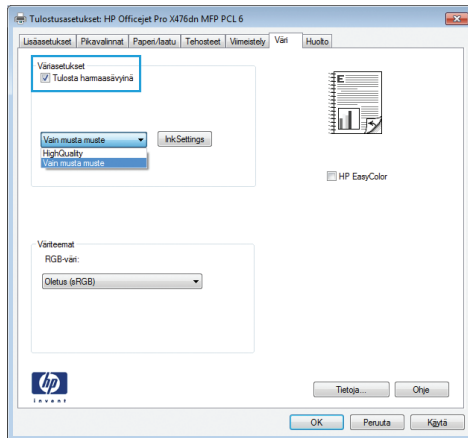 Tulostusasetukset: HP Officejet Pro X476dn MFP PCL 6
Lisäasetukset Pikavalinnat Paperi/laatu Tehosteet Viimeistely Väri Huolto
Väriasetukset
Tulosta harmaasävyinä
Vain musta muste InkSettings
HighQuality
Vain musta muste
E
HP EasyColor
Väriteemat
RGB-väri:
Oletus (sRGB)
hp
invent
Tietoja... Ohje
OK Peruuta Käytä